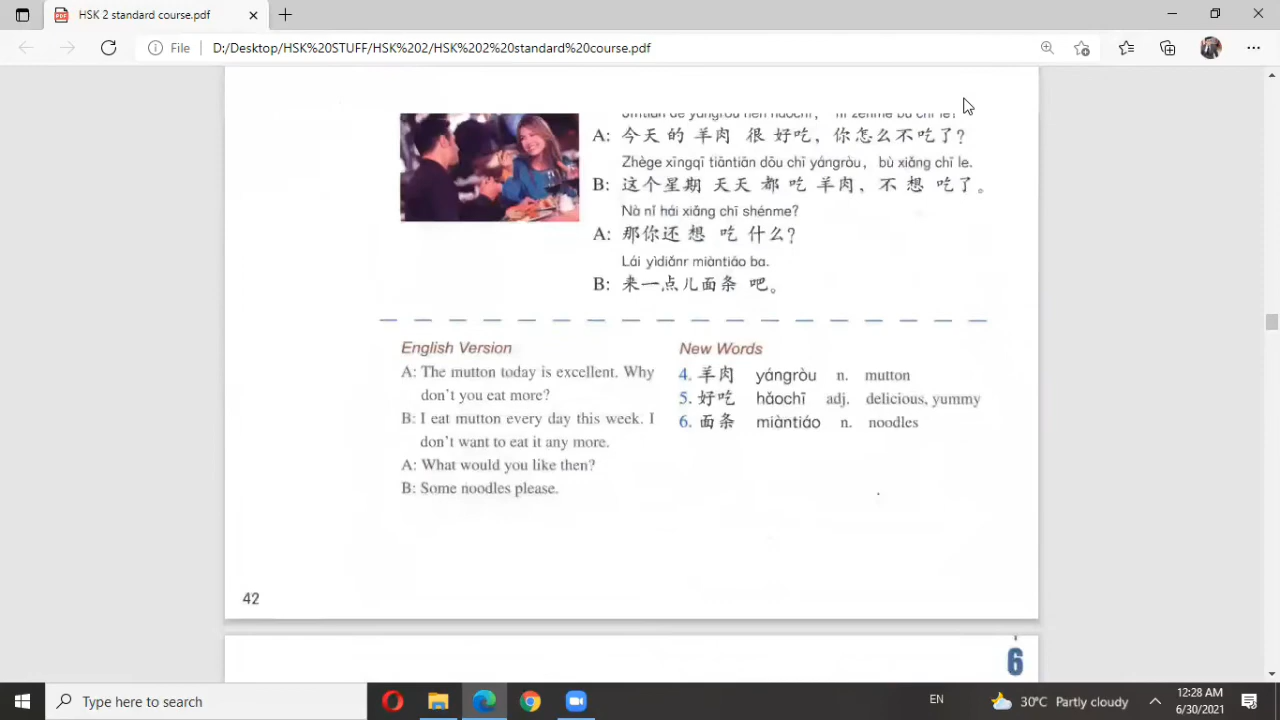 HSK 2 standard course.pdf
File D:/Desktop/HSK%20STUFF/HSK%202/HSK%202%20standard%20course.pdf
A: 今天 的 羊肉 很 好吃，你怎么不吃了？
Zhège xīngqī tiāntiān dōu chī yángròu, bù xiǎng chī le.
B: 这个星期 天天 都 吃 羊肉，不 想 吃了。
Nà nǐ hái xiǎng chī shénme?
A: 那你还 想 吃 什么？
Lái yìdiǎnr miàntiáo ba.
B: 来一点儿面条 吧。
English Version
A: The mutton today is excellent. Why
don't you eat more?
B: I eat mutton every day this week. I
don't want to eat it any more.
A: What would you like then?
B: Some noodles please.
New Words
4. 羊肉 yángròu n. mutton
5. 好吃 hǎochī adj. delicious, yummy
6. 面条 miàntiáo n. noodles
42
6
Type here to search
EN
30°C Partly cloudy
12:28 AM
6/30/2021